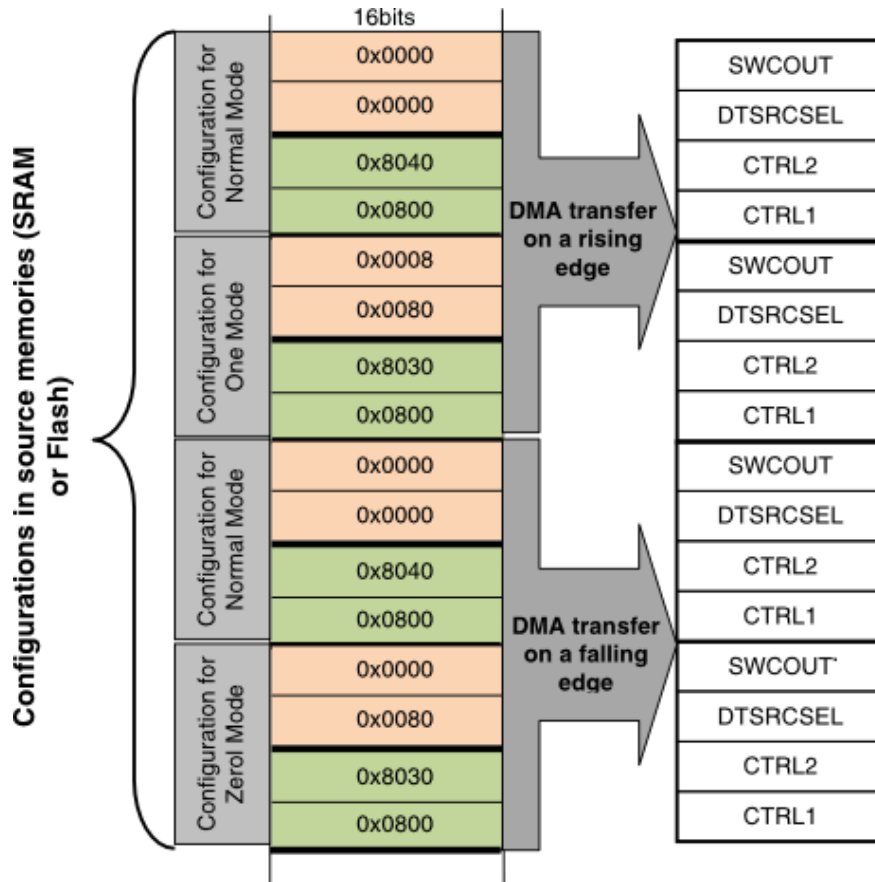 16bits
Configurations in source memories (SRAM
or Flash)
Configuration for
Normal Mode
0x0000
0x0000
0x8040
0x0800
Configuration for
One Mode
0x0008
0x0080
0x8030
0x0800
Configuration for
Normal Mode
0x0000
0x0000
0x8040
0x0800
Configuration for
Zerol Mode
0x0000
0x0080
0x8030
0x0800
DMA transfer
on a rising
edge
DMA transfer
on a falling
edge
SWCOUT
DTSRCSEL
CTRL2
CTRL1
SWCOUT
DTSRCSEL
CTRL2
CTRL1
SWCOUT
DTSRCSEL
CTRL2
CTRL1
SWCOUT
DTSRCSEL
CTRL2
CTRL1